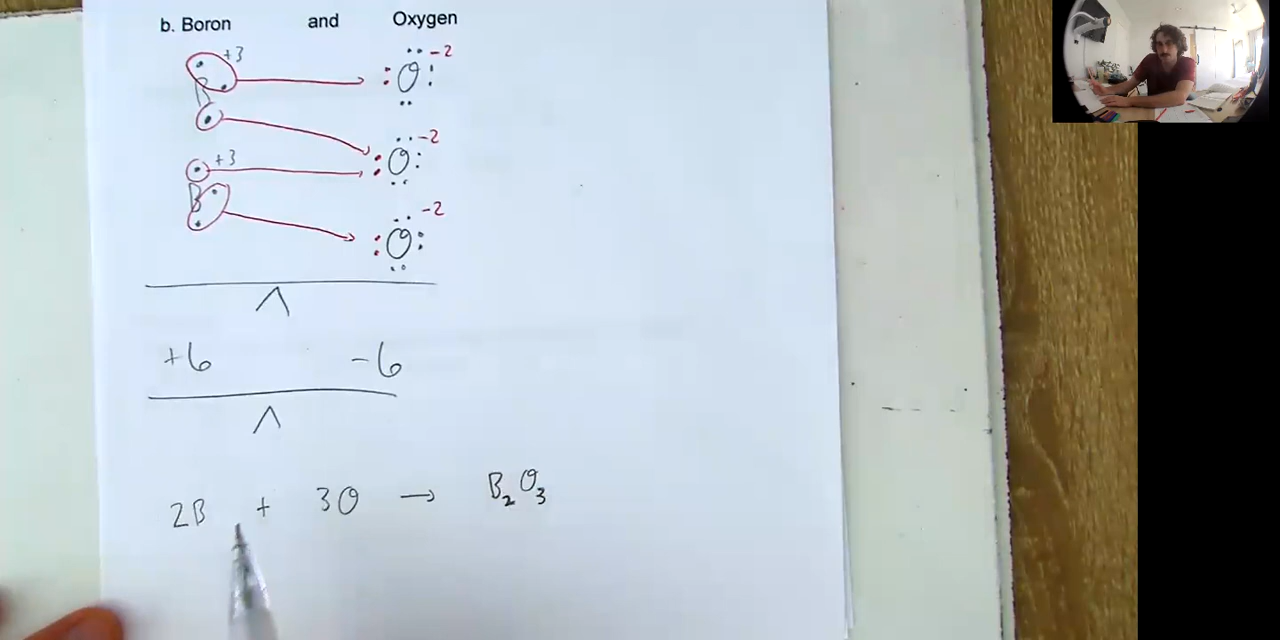 b. Boron and Oxygen
+3 O -2
B
+3 O -2
B
O -2
+6 -6
2B + 3O → B2O3